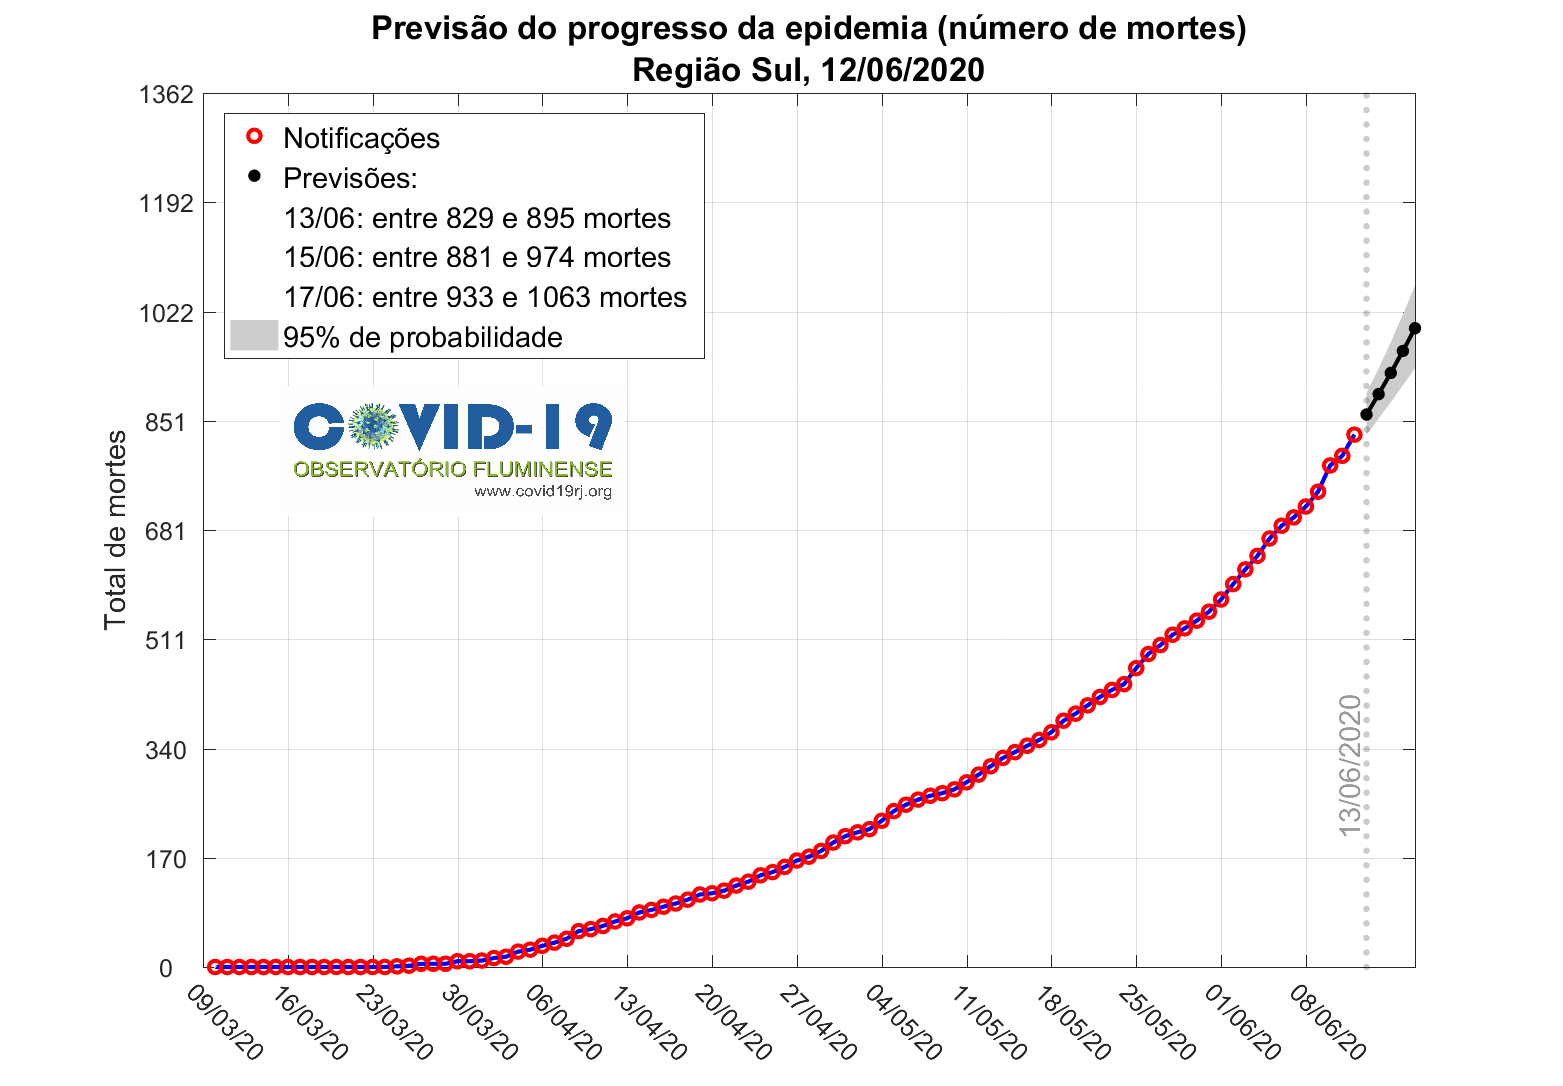 Previsão do progresso da epidemia (número de mortes)
Região Sul, 12/06/2020
1362
1192
1022
851
681
511
340
170
0
Total de mortes
Notificações
Previsões:
13/06: entre 829 e 895 mortes
15/06: entre 881 e 974 mortes
17/06: entre 933 e 1063 mortes
95% de probabilidade
COVID-19
OBSERVATÓRIO FLUMINENSE
www.covid19rj.org
13/06/2020
09/03/20
16/03/20
23/03/20
30/03/20
06/04/20
13/04/20
20/04/20
27/04/20
04/05/20
11/05/20
18/05/20
25/05/20
01/06/20
08/06/20